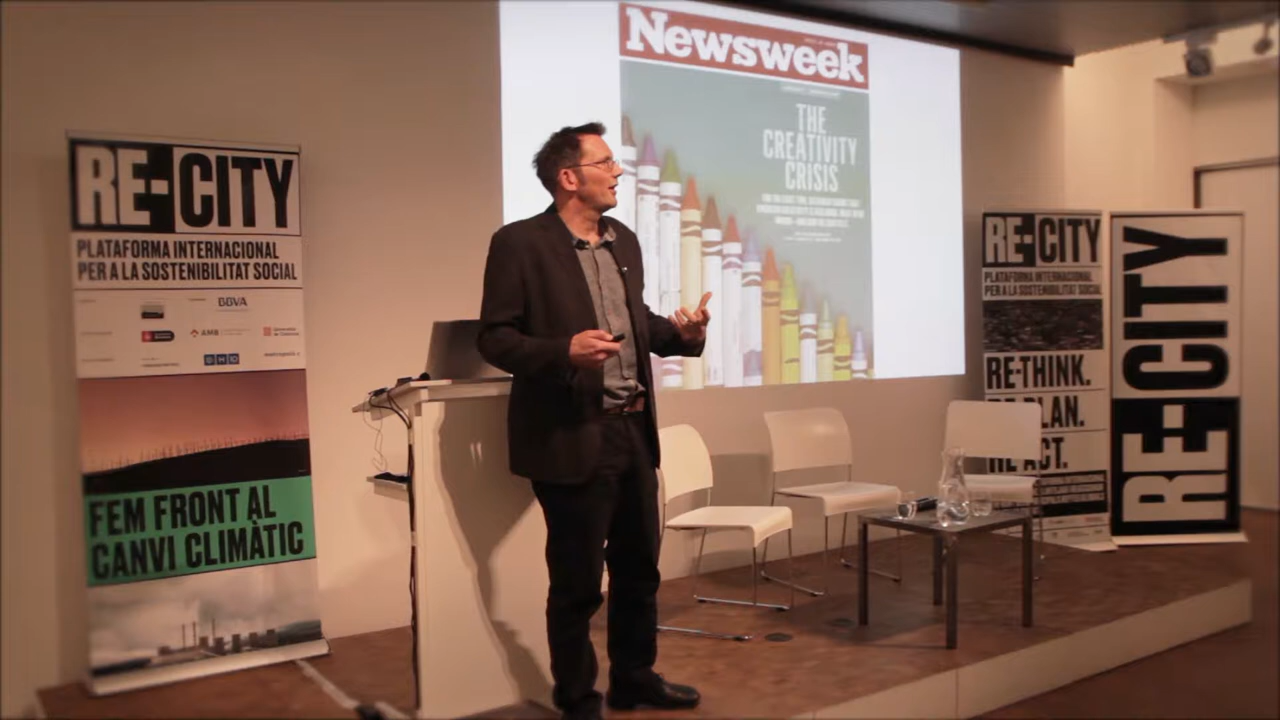 RE-CITY
PLATAFORMA INTERNACIONAL
PER A LA SOSTENIBILITAT SOCIAL
BBVA
AMB
FEM FRONT AL
CANVI CLIMÀTIC
Newsweek
THE
CREATIVITY
CRISIS
RE-CITY
PLATAFORMA INTERNACIONAL
PER A LA SOSTENIBILITAT SOCIAL
RE-THINK.
PLAN.
ACT.
RE-CITY